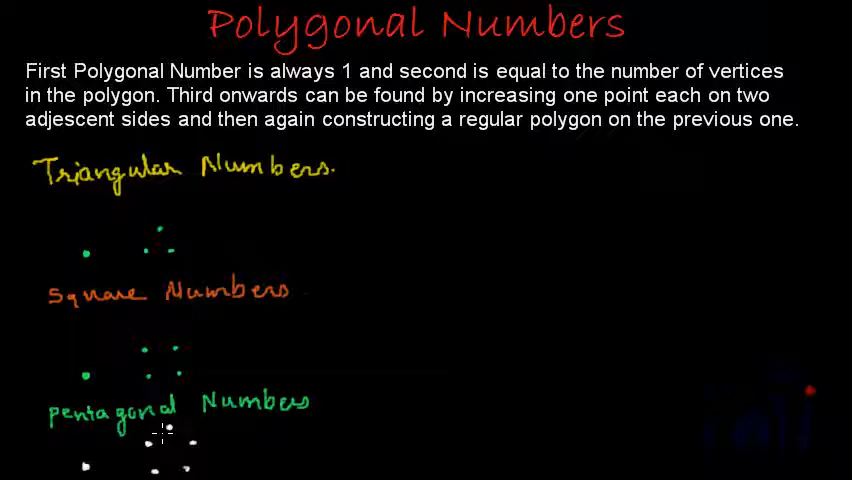 Polygonal Numbers
First Polygonal Number is always 1 and second is equal to the number of vertices
in the polygon. Third onwards can be found by increasing one point each on two
adjescent sides and then again constructing a regular polygon on the previous one.
Triangular Numbers.
Square Numbers
Pentagonal Numbers